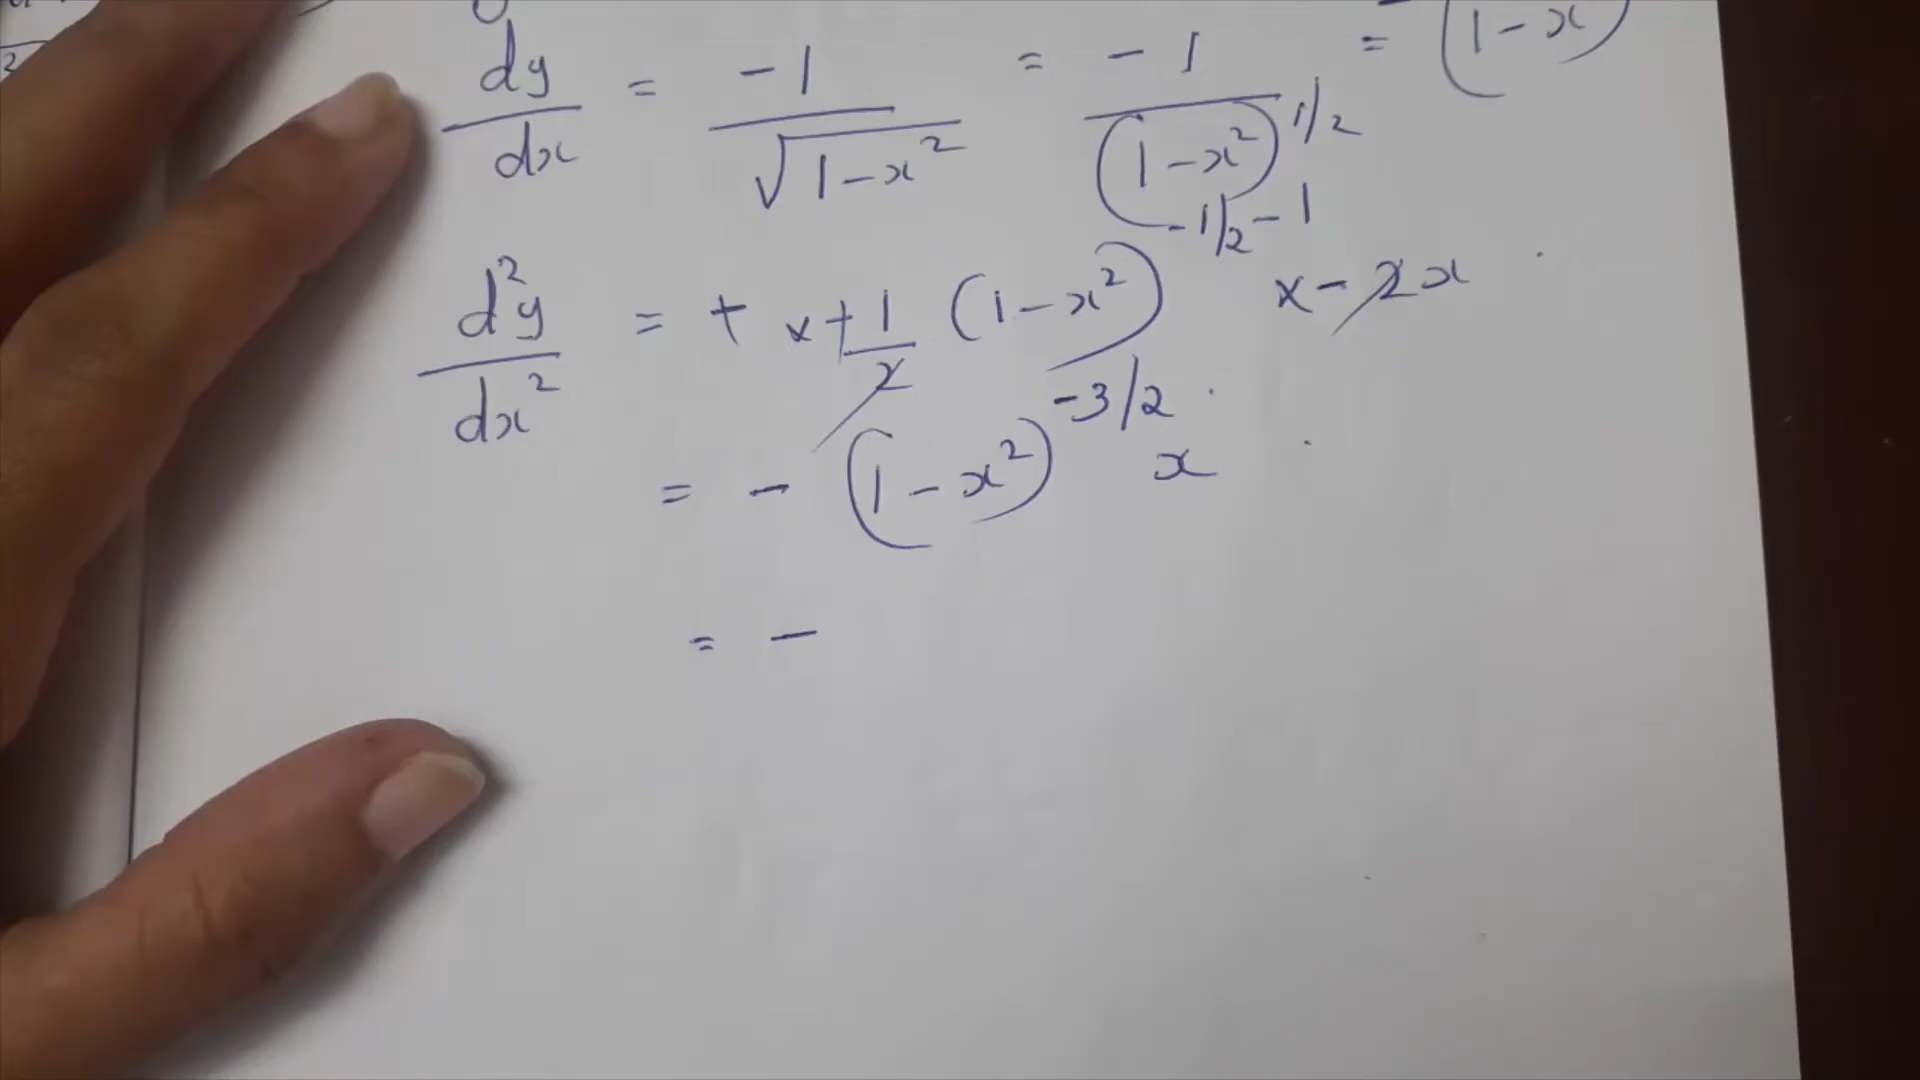 dy/dx = -1/√(1-x²) = -1/(1-x²)^1/2 = -(1-x
d²y/dx² = + x + 1/2 (1-x²)^-1/2-1 x -2x
= - (1-x²)^-3/2 x
= -